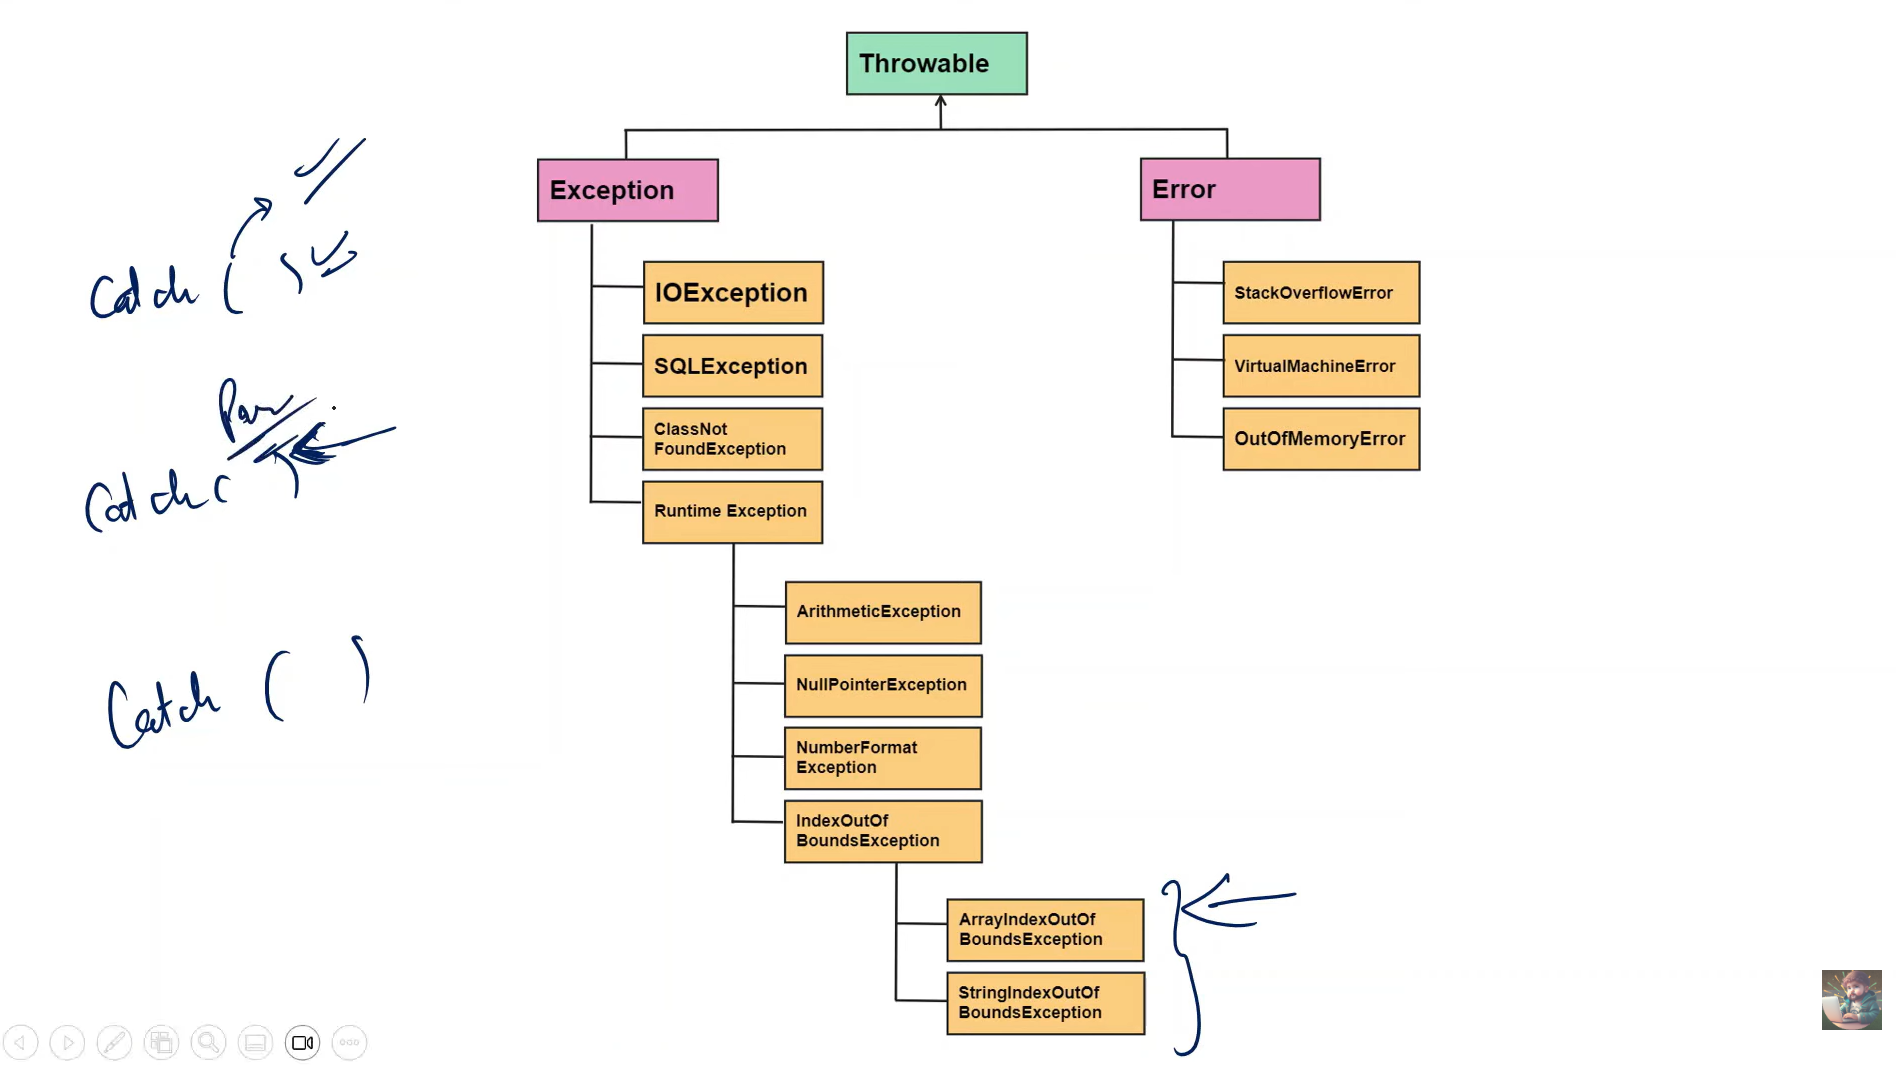 Throwable
Exception
Error
IOException
SQLException
ClassNot
FoundException
Runtime Exception
StackOverflowError
VirtualMachineError
OutOfMemoryError
ArithmeticException
NullPointerException
NumberFormat
Exception
IndexOutOf
BoundsException
ArrayIndexOutOf
BoundsException
StringIndexOutOf
BoundsException
Catch (
Catch ( )
Catch ( )